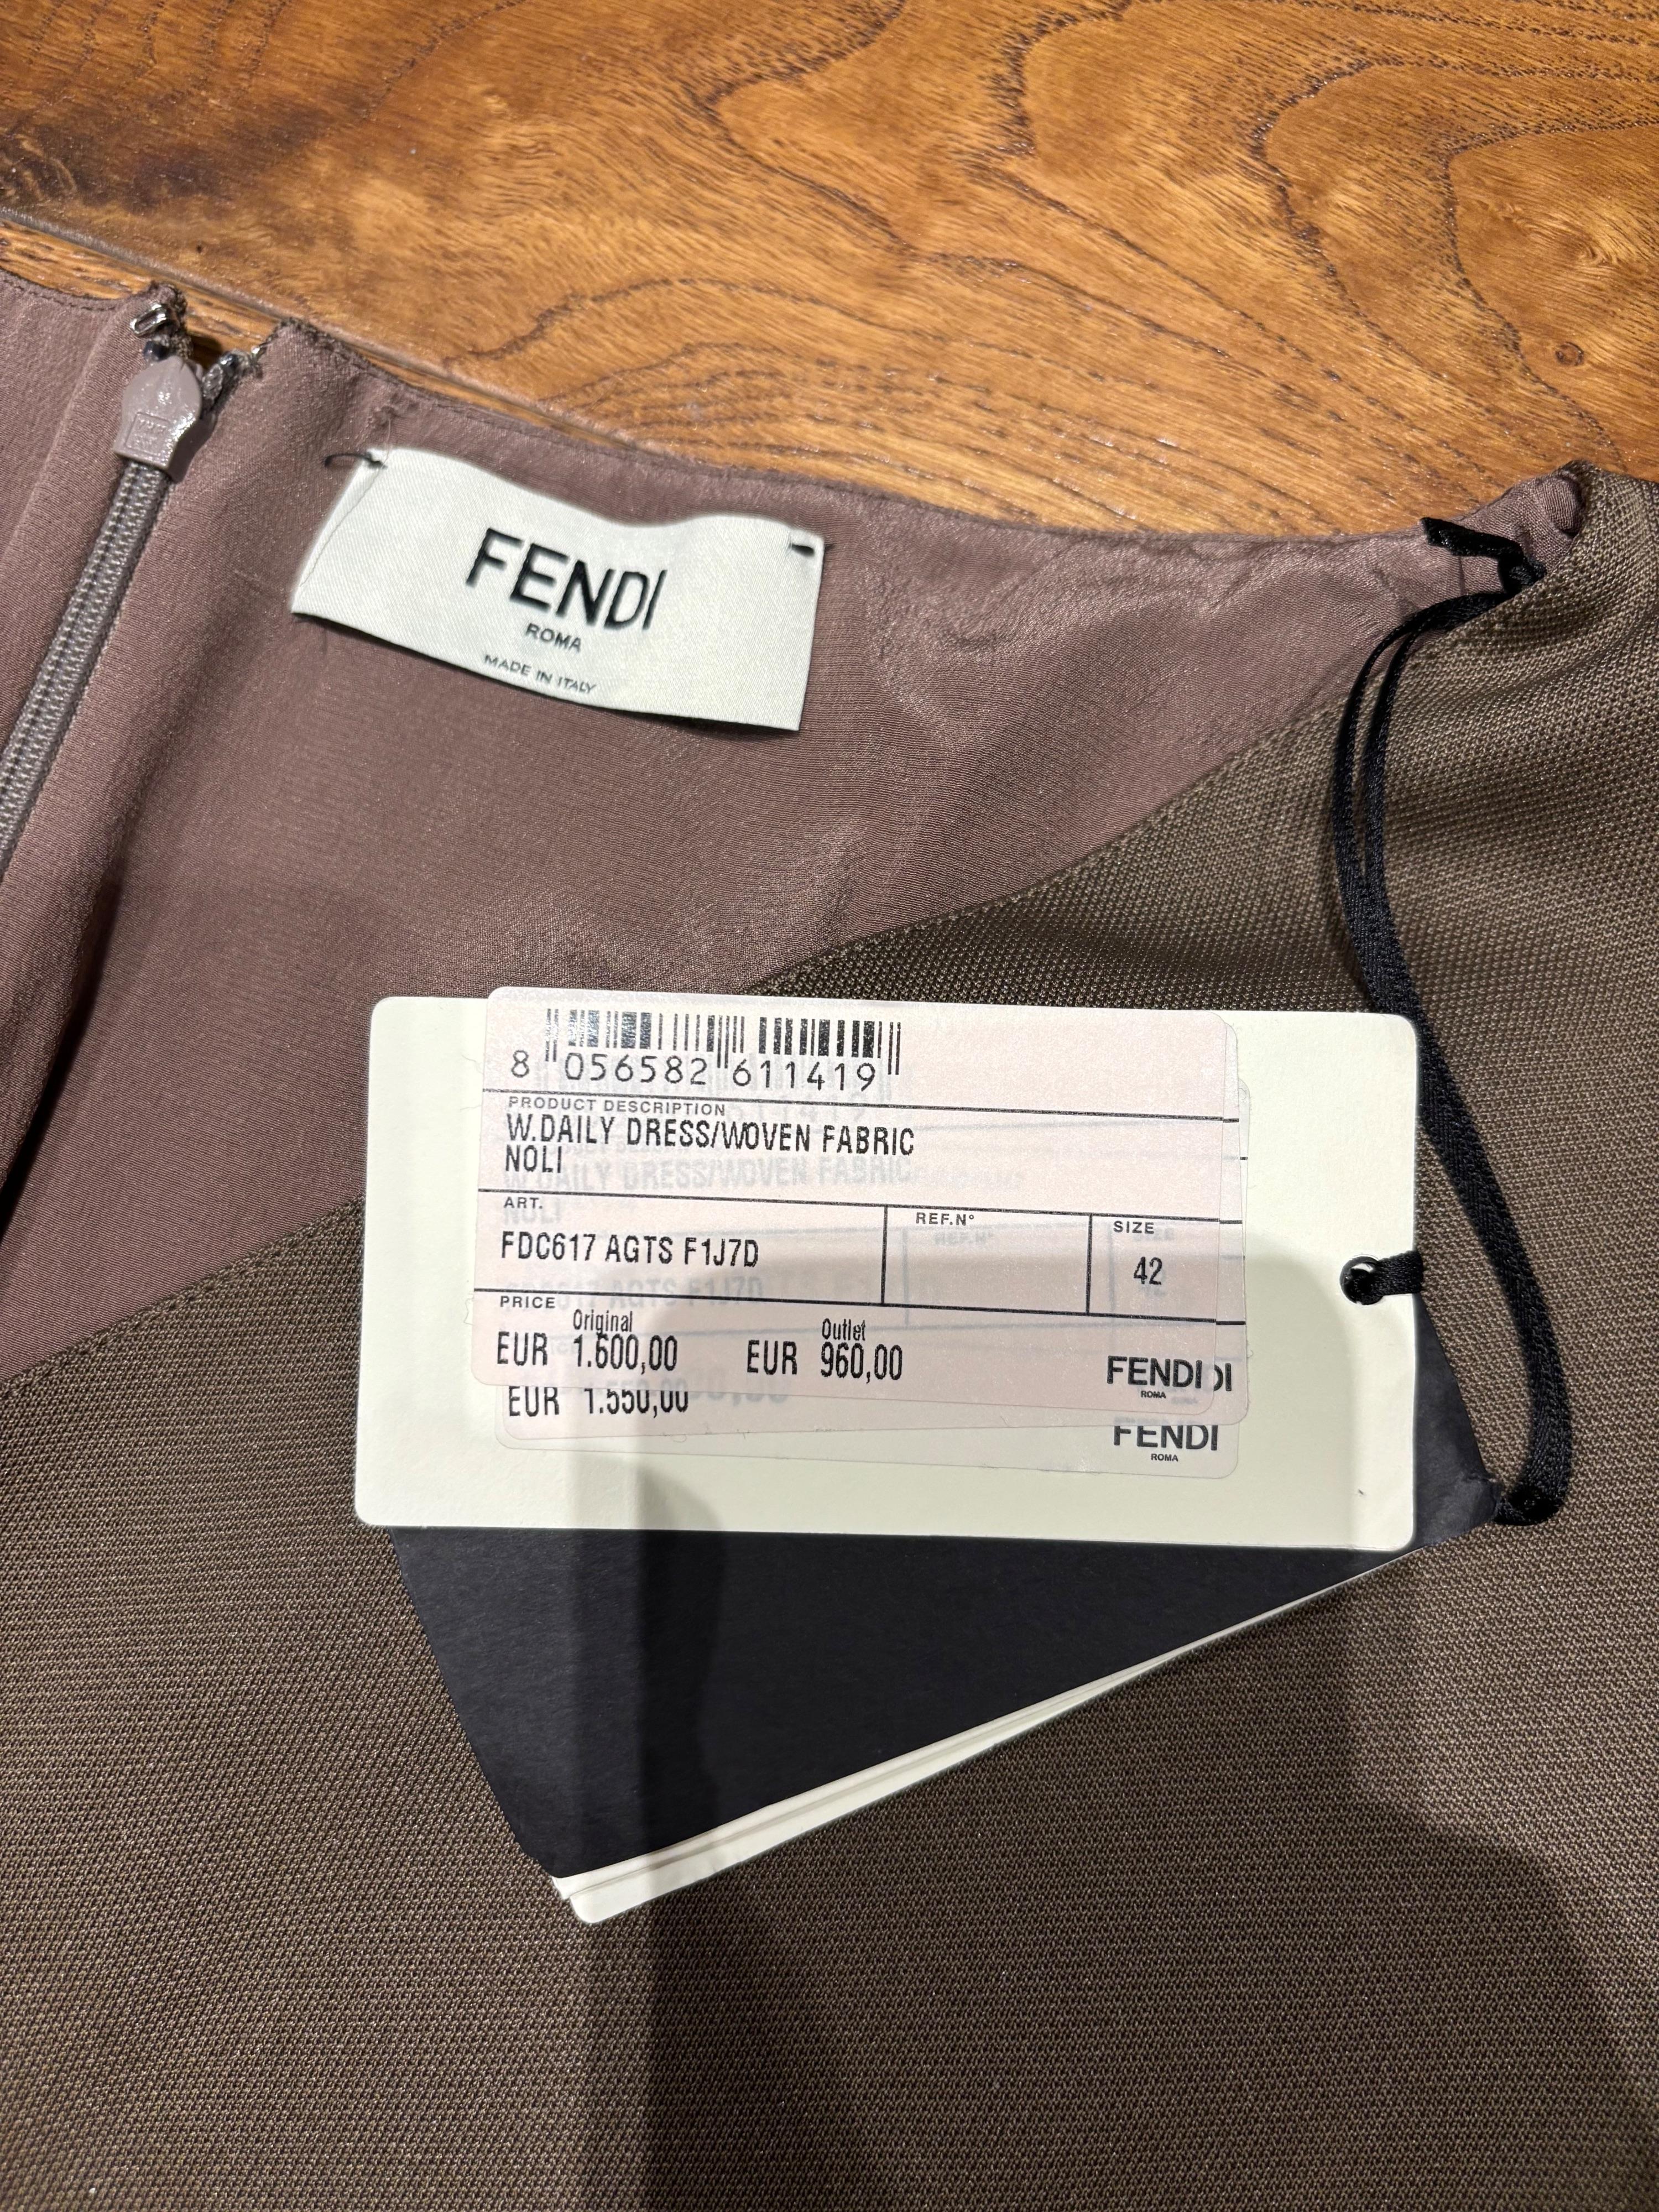 FENDI
ROMA
MADE IN ITALY
8 056582 611419
PRODUCT DESCRIPTION
W.DAILY DRESS/WOVEN FABRIC
NOLI
ART.
FDC617 AGTS F1J7D
REF.N°
SIZE
42
PRICE
Original
EUR 1.600,00
Outlet
EUR 960,00
FENDI
ROMA
DI
EUR 1.550,00
FENDI
ROMA